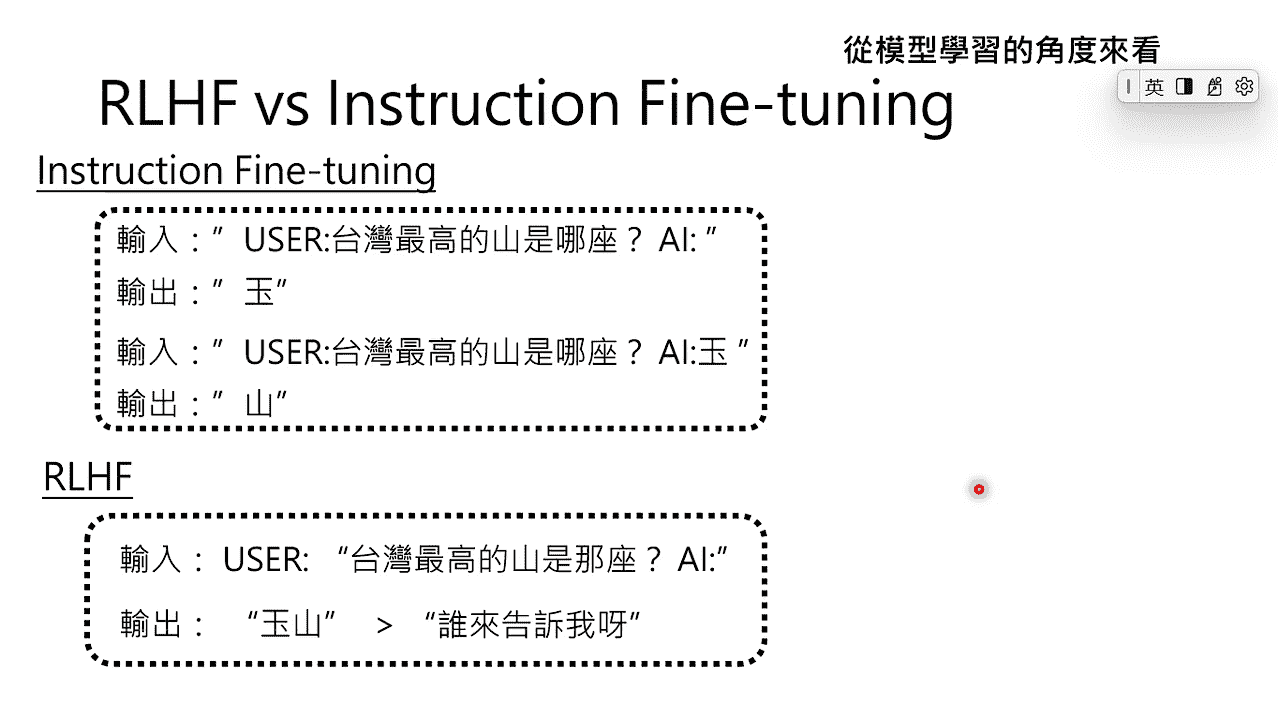 從模型學習的角度來看
RLHF vs Instruction Fine-tuning
英
Instruction Fine-tuning
輸入：” USER:台灣最高的山是哪座？ AI: ”
輸出：” 玉”
輸入：” USER:台灣最高的山是哪座？ AI:玉 ”
輸出：” 山”
RLHF
輸入： USER: “台灣最高的山是那座？ AI:”
輸出： “玉山” > “誰來告訴我呀”